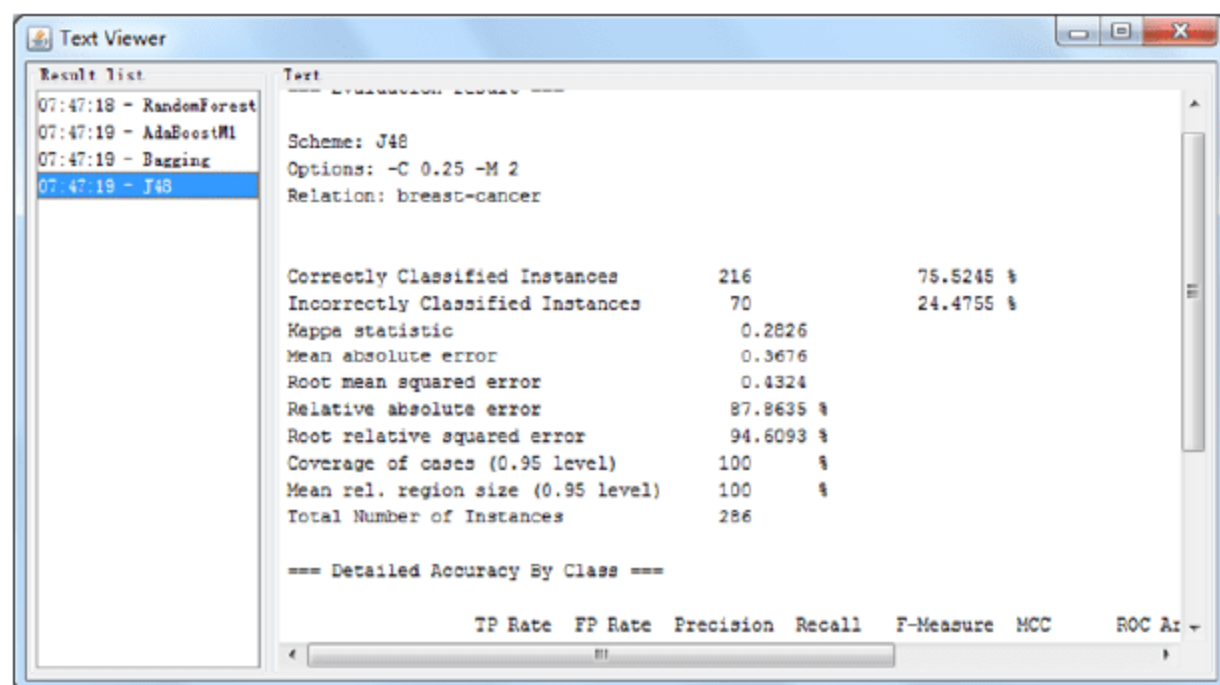 Text Viewer
Result list
07:47:18 - RandomForest
07:47:19 - AdaBoostM1
07:47:19 - Bagging
07:47:19 - J48
Text
=== Evaluation result ===
Scheme: J48
Options: -C 0.25 -M 2
Relation: breast-cancer
Correctly Classified Instances 216 75.5245 %
Incorrectly Classified Instances 70 24.4755 %
Kappa statistic 0.2826
Mean absolute error 0.3676
Root mean squared error 0.4324
Relative absolute error 87.8635 %
Root relative squared error 94.6093 %
Coverage of cases (0.95 level) 100 %
Mean rel. region size (0.95 level) 100 %
Total Number of Instances 286
=== Detailed Accuracy By Class ===
TP Rate FP Rate Precision Recall F-Measure MCC ROC Ar